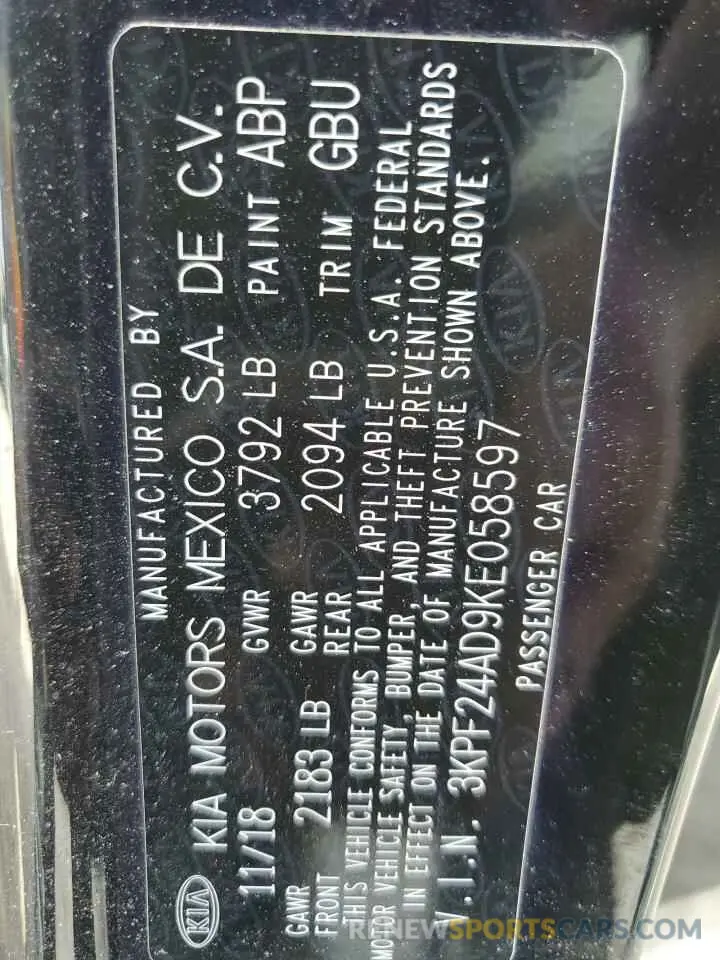 MANUFACTURED BY
KIA KIA MOTORS MEXICO S.A. DE C.V.
11/18 GVWR 3792 LB PAINT ABP
GAWR FRONT 2183 LB GAWR REAR 2094 LB TRIM GBU
THIS VEHICLE CONFORMS TO ALL APPLICABLE U.S.A. FEDERAL
MOTOR VEHICLE SAFETY, BUMPER, AND THEFT PREVENTION STANDARDS
IN EFFECT ON THE DATE OF MANUFACTURE SHOWN ABOVE.
V.I.N. 3KPF24AD9KE058597
PASSENGER CAR
RENEWSPORTSCARS.COM